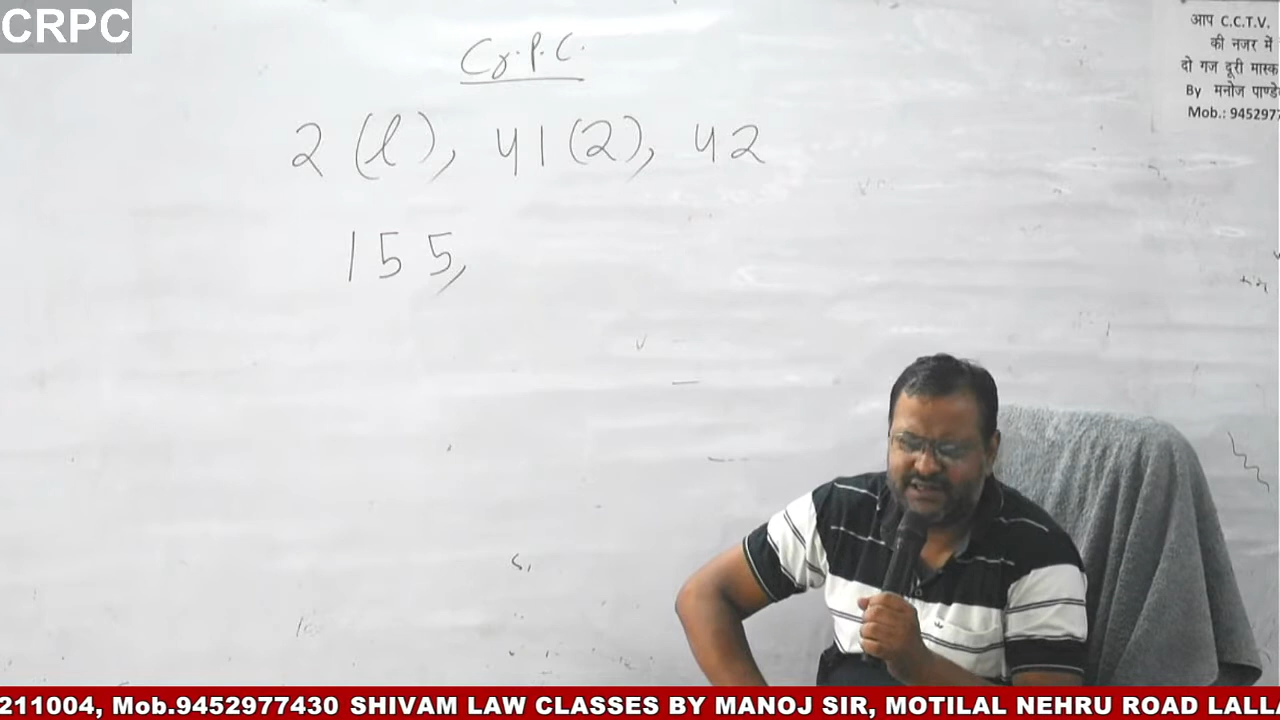 CRPC
Cr.P.C.
2 (l), 41(2), 42
155,
आप C.C.T.V.
की नजर में
दो गज दूरी मास्क
By मनोज पाण्डे
Mob.: 945297
211004, Mob.9452977430 SHIVAM LAW CLASSES BY MANOJ SIR, MOTILAL NEHRU ROAD LALLA